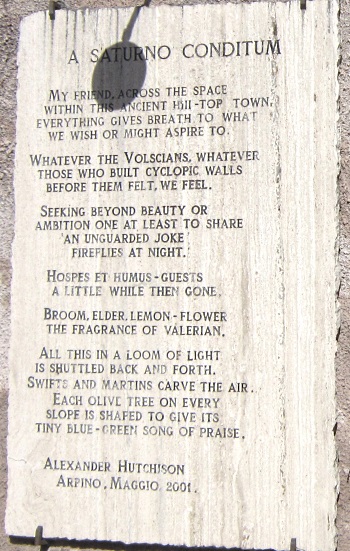 A SATURNO CONDITUM
MY FRIEND, ACROSS THE SPACE
WITHIN THIS ANCIENT HILL-TOP TOWN,
EVERYTHING GIVES BREATH TO WHAT
WE WISH OR MIGHT ASPIRE TO.
WHATEVER THE VOLSCIANS, WHATEVER
THOSE WHO BUILT CYCLOPIC WALLS
BEFORE THEM FELT, WE FEEL.
SEEKING BEYOND BEAUTY OR
AMBITION ONE AT LEAST TO SHARE
'AN UNGUARDED JOKE'
FIREFLIES AT NIGHT.
HOSPES ET HUMUS - GUESTS
A LITTLE WHILE THEN GONE.
BROOM, ELDER, LEMON - FLOWER
THE FRAGRANCE OF VALERIAN.
ALL THIS IN A LOOM OF LIGHT
IS SHUTTLED BACK AND FORTH.
SWIFTS AND MARTINS CARVE THE AIR.
EACH OLIVE TREE ON EVERY
SLOPE IS SHAPED TO GIVE ITS
TINY BLUE-GREEN SONG OF PRAISE.
ALEXANDER HUTCHISON
ARPINO, MAGGIO 2001.